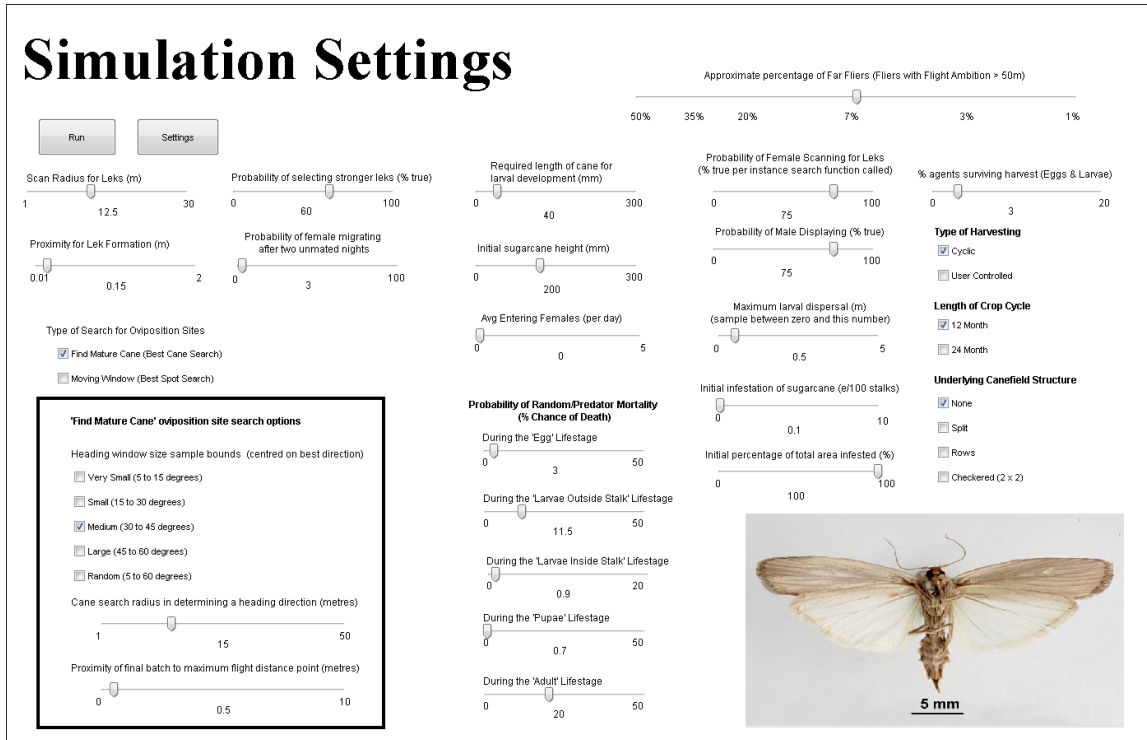 Simulation Settings
Approximate percentage of Far Fliers (Fliers with Flight Ambition > 50m)
50% 35% 20% 7% 3% 1%
Run
Settings
Scan Radius for Leks (m)
1 30
12.5
Probability of selecting stronger leks (% true)
0 100
60
Required length of cane for
larval development (mm)
0 300
40
Probability of Female Scanning for Leks
(% true per instance search function called)
0 100
75
% agents surviving harvest (Eggs & Larvae)
0 20
3
Proximity for Lek Formation (m)
0.01 2
0.15
Probability of female migrating
after two unmated nights
0 100
3
Initial sugarcane height (mm)
0 300
200
Probability of Male Displaying (% true)
0 100
75
Type of Harvesting
Cyclic
User Controlled
Type of Search for Oviposition Sites
Find Mature Cane (Best Cane Search)
Moving Window (Best Spot Search)
Avg Entering Females (per day)
0 5
0
Maximum larval dispersal (m)
(sample between zero and this number)
0 5
0.5
Length of Crop Cycle
12 Month
24 Month
Initial infestation of sugarcane (e/100 stalks)
0 10
0.1
Initial percentage of total area infested (%)
0 100
100
Underlying Canefield Structure
None
Split
Rows
Checkered (2 x 2)
'Find Mature Cane' oviposition site search options
Heading window size sample bounds (centred on best direction)
Very Small (5 to 15 degrees)
Small (15 to 30 degrees)
Medium (30 to 45 degrees)
Large (45 to 60 degrees)
Random (5 to 60 degrees)
Cane search radius in determining a heading direction (metres)
1 50
15
Proximity of final batch to maximum flight distance point (metres)
0 10
0.5
Probability of Random/Predator Mortality
(% Chance of Death)
During the 'Egg' Lifestage
0 50
3
During the 'Larvae Outside Stalk' Lifestage
0 50
11.5
During the 'Larvae Inside Stalk' Lifestage
0 20
0.9
During the 'Pupae' Lifestage
0 50
0.7
During the 'Adult' Lifestage
0 50
20
5 mm